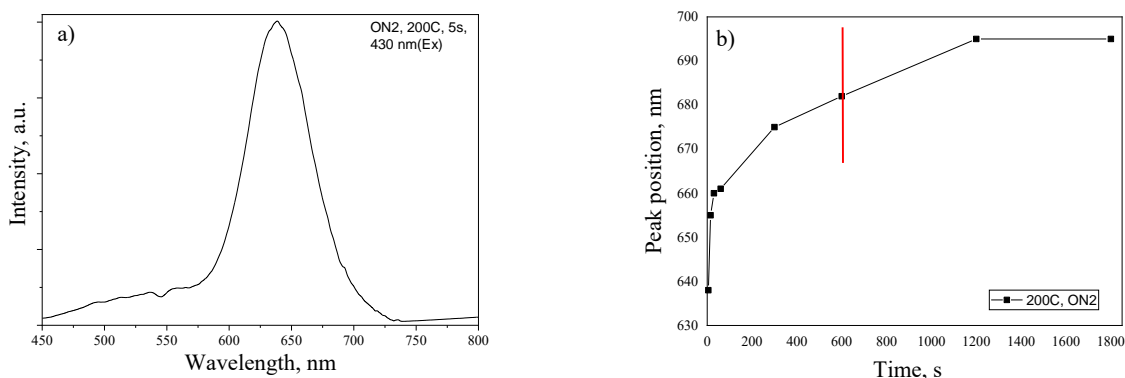 a)
ON2, 200C, 5s,
430 nm(Ex)
Intensity, a.u.
450 500 550 600 650 700 750 800
Wavelength, nm
b)
700
690
680
670
660
650
640
630
Peak position, nm
200C, ON2
0 200 400 600 800 1000 1200 1400 1600 1800
Time, s